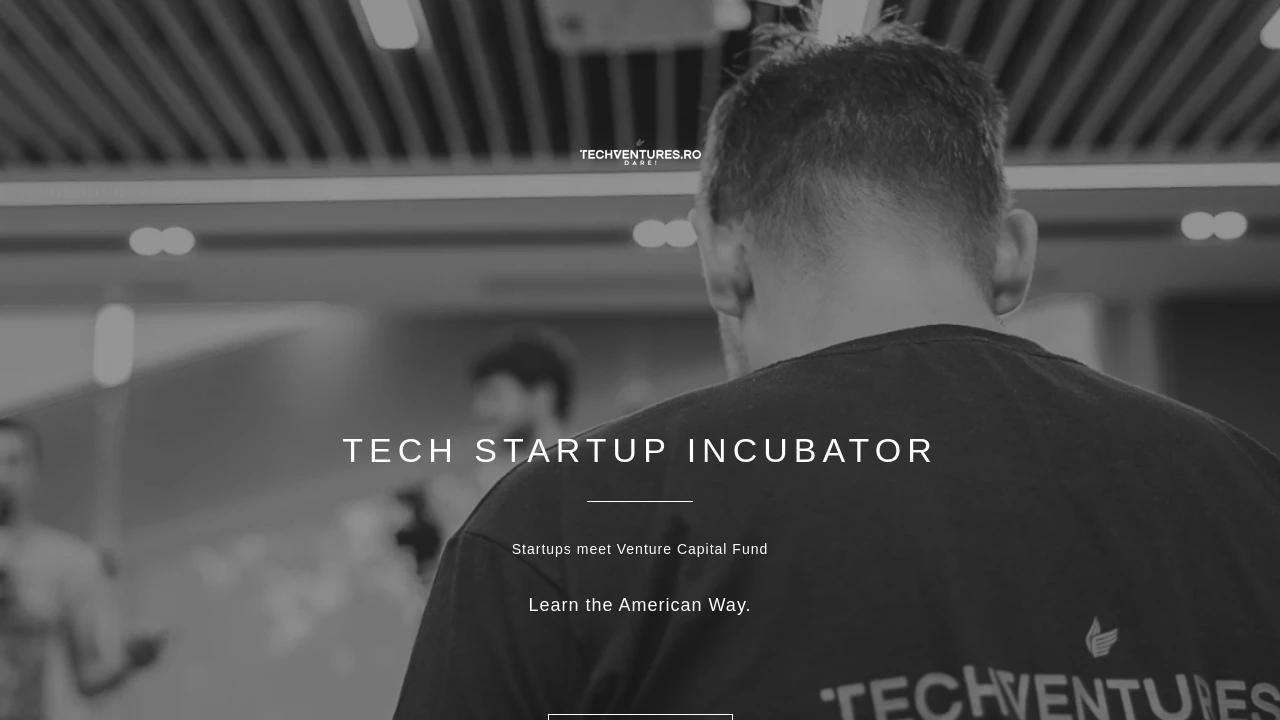 TECHVENTURES.RO
DARE!
TECH STARTUP INCUBATOR
Startups meet Venture Capital Fund
Learn the American Way.
TECHVENTURES